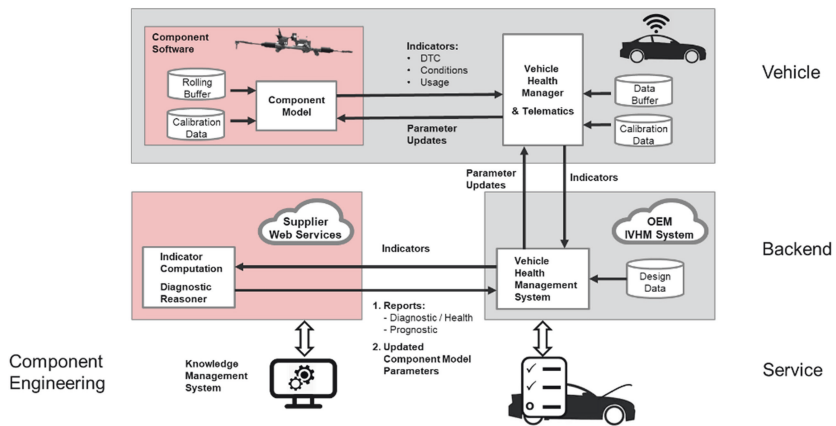 Component
Software
Rolling
Buffer
Calibration
Data
Component
Model
Indicators:
• DTC
• Conditions
• Usage
Parameter
Updates
Vehicle
Health
Manager
& Telematics
Data
Buffer
Calibration
Data
Vehicle
Parameter
Updates
Indicators
Supplier
Web Services
Indicator
Computation
Diagnostic
Reasoner
Indicators
1. Reports:
- Diagnostic / Health
- Prognostic
2. Updated
Component Model
Parameters
OEM
IVHM System
Vehicle
Health
Management
System
Design
Data
Backend
Component
Engineering
Knowledge
Management
System
Service